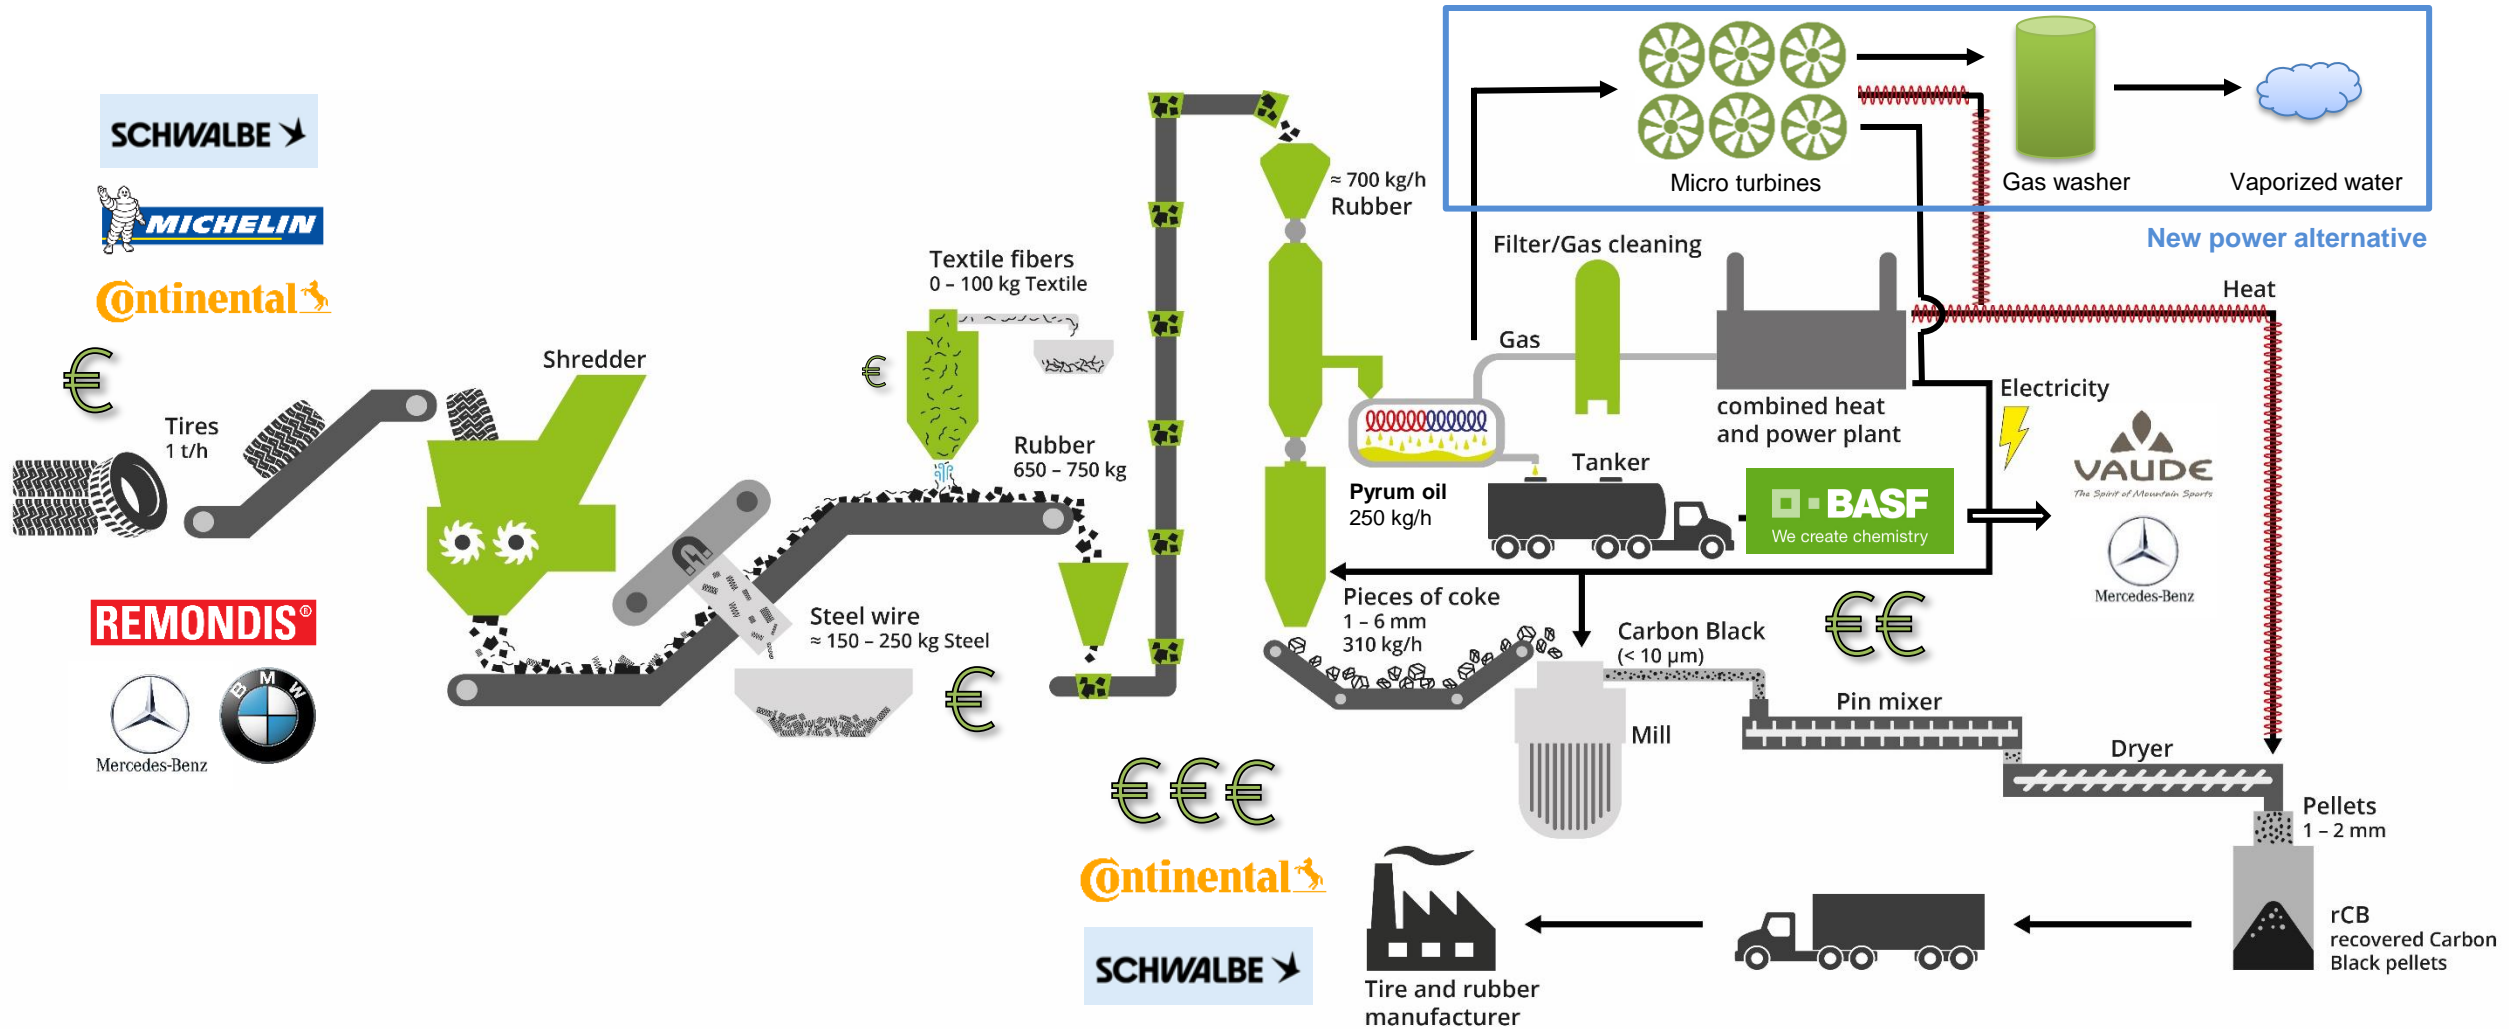 SCHWALBE
MICHELIN
Continental
€
Tires
1 t/h
REMONDIS®
Mercedes-Benz
BMW
Shredder
Textile fibers
0 – 100 kg Textile
€
Rubber
650 – 750 kg
Steel wire
≈ 150 – 250 kg Steel
€
≈ 700 kg/h
Rubber
Micro turbines
Gas washer
Vaporized water
New power alternative
Filter/Gas cleaning
Gas
Heat
combined heat
and power plant
Electricity
Pyrum oil
250 kg/h
Tanker
BASF
We create chemistry
VAUDE
The Spirit of Mountain Sports
Mercedes-Benz
€€
Pieces of coke
1 – 6 mm
310 kg/h
Carbon Black
(< 10 µm)
Mill
Pin mixer
Dryer
Pellets
1 – 2 mm
rCB
recovered Carbon
Black pellets
€€€
Continental
SCHWALBE
Tire and rubber
manufacturer